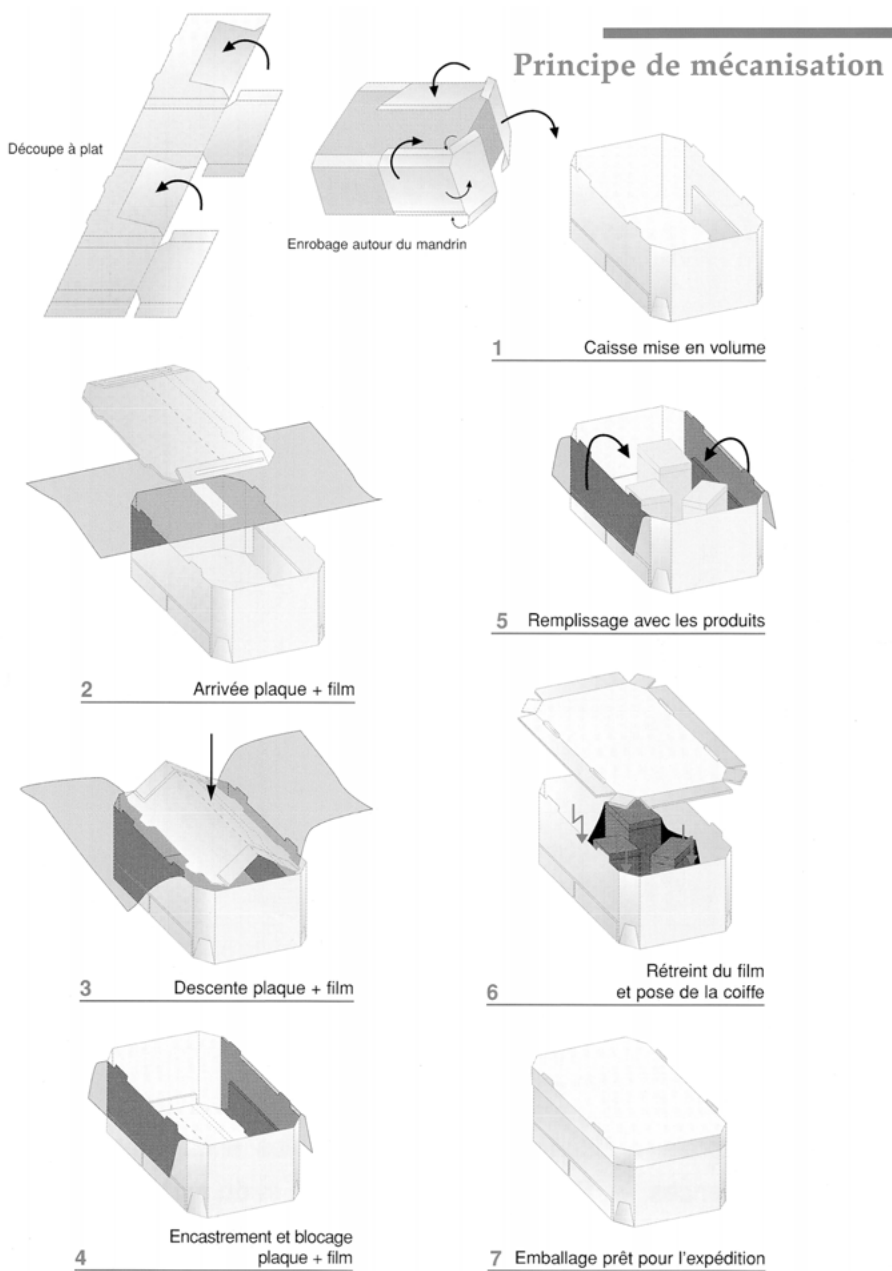 Principe de mécanisation
Découpe à plat
Enrobage autour du mandrin
1 Caisse mise en volume
2 Arrivée plaque + film
3 Descente plaque + film
4 Encastrement et blocage
plaque + film
5 Remplissage avec les produits
6 Rétreint du film
et pose de la coiffe
7 Emballage prêt pour l'expédition